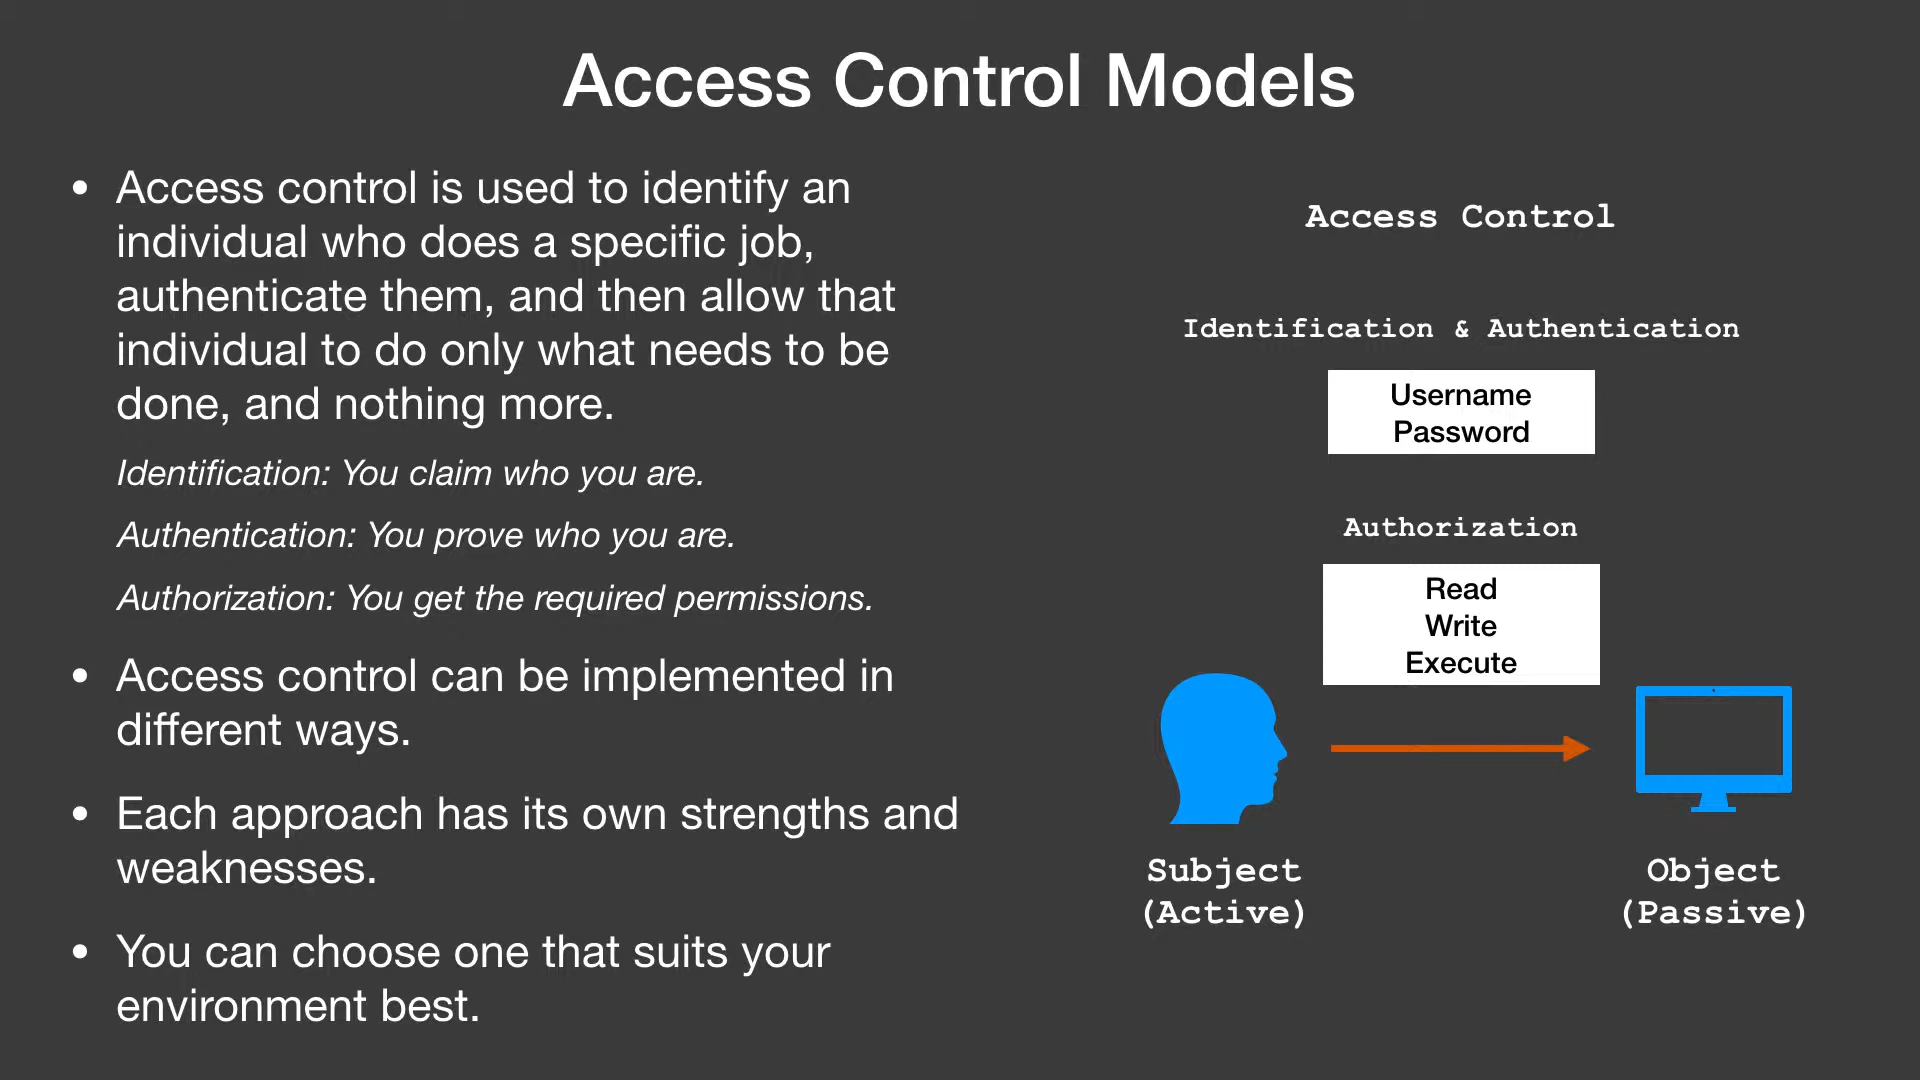 Access Control Models
• Access control is used to identify an
individual who does a specific job,
authenticate them, and then allow that
individual to do only what needs to be
done, and nothing more.
Identification: You claim who you are.
Authentication: You prove who you are.
Authorization: You get the required permissions.
• Access control can be implemented in
different ways.
• Each approach has its own strengths and
weaknesses.
• You can choose one that suits your
environment best.
Access Control
Identification & Authentication
Username
Password
Authorization
Read
Write
Execute
Subject
(Active)
Object
(Passive)